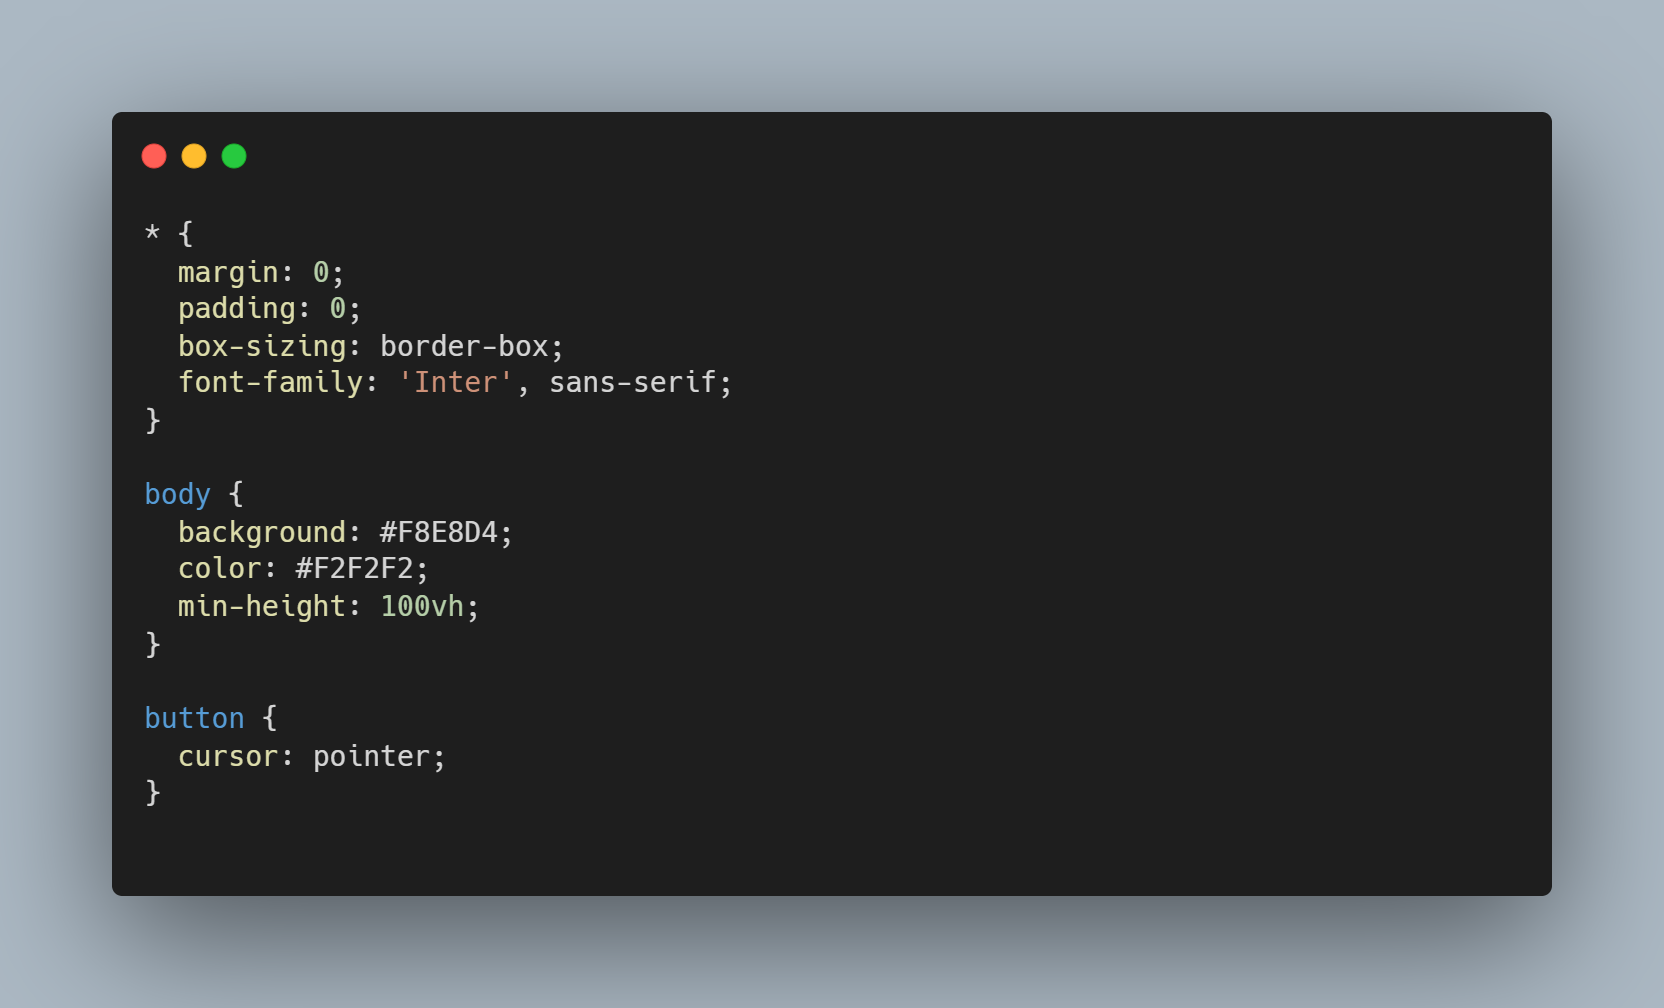 * {
  margin: 0;
  padding: 0;
  box-sizing: border-box;
  font-family: 'Inter', sans-serif;
}

body {
  background: #F8E8D4;
  color: #F2F2F2;
  min-height: 100vh;
}

button {
  cursor: pointer;
}